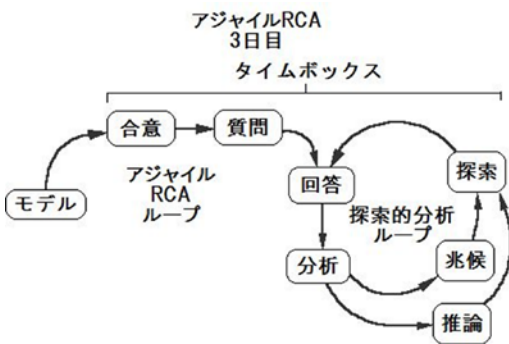 アジャイルRCA
3日目
タイムボックス
合意
質問
アジャイル
RCA
ループ
モデル
回答
探索
探索的分析
ループ
分析
兆候
推論